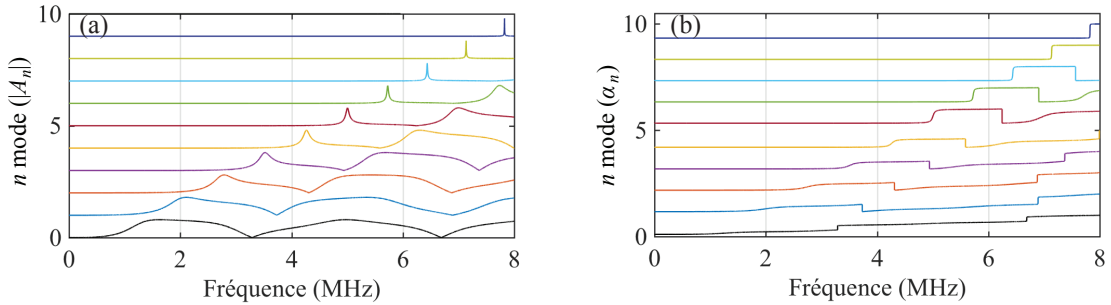 (a)
n mode (|Aₙ|)
10
5
0
0 2 4 6 8
Fréquence (MHz)
(b)
n mode (αₙ)
10
5
0
0 2 4 6 8
Fréquence (MHz)